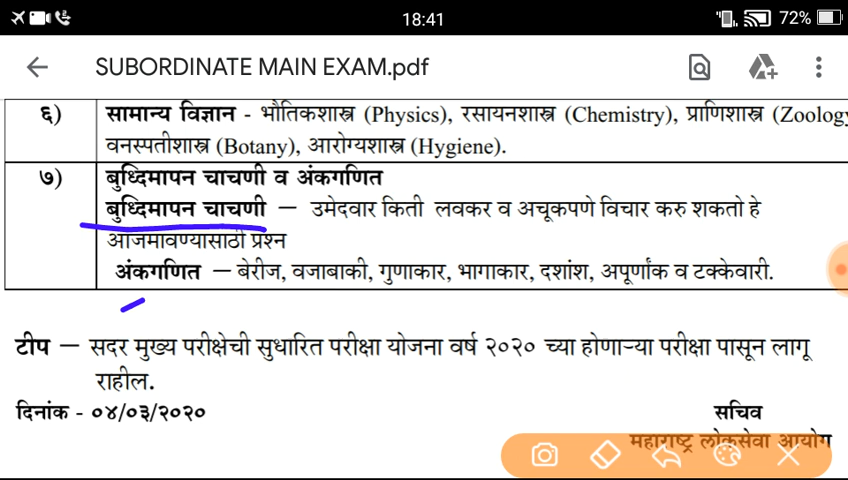 18:41
72%
SUBORDINATE MAIN EXAM.pdf
६) सामान्य विज्ञान - भौतिकशास्त्र (Physics), रसायनशास्त्र (Chemistry), प्राणिशास्त्र (Zoology
वनस्पतीशास्त्र (Botany), आरोग्यशास्त्र (Hygiene).
७) बुध्दिमापन चाचणी व अंकगणित
बुध्दिमापन चाचणी – उमेदवार किती लवकर व अचूकपणे विचार करु शकतो हे
आजमावण्यासाठी प्रश्न
अंकगणित – बेरीज, वजाबाकी, गुणाकार, भागाकार, दशांश, अपूर्णांक व टक्केवारी.
टीप – सदर मुख्य परीक्षेची सुधारित परीक्षा योजना वर्ष २०२० च्या होणाऱ्या परीक्षा पासून लागू
राहील.
दिनांक - ०४/०३/२०२०
सचिव
महाराष्ट्र लोकसेवा आयोग